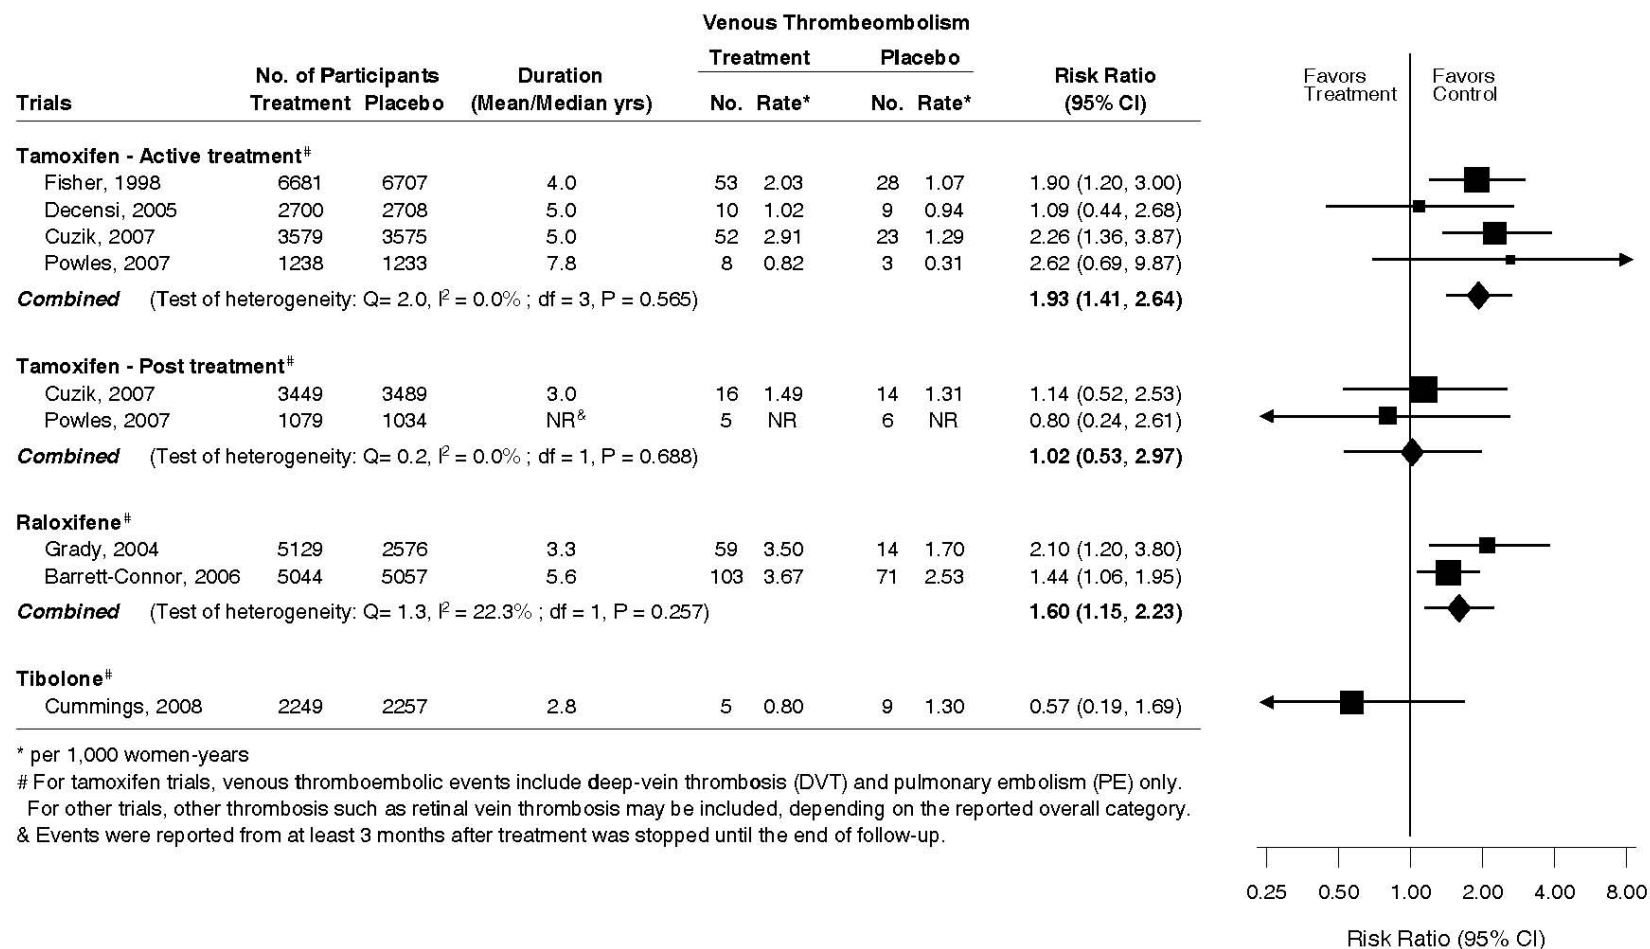 Venous Thrombeombolism
Treatment Placebo
No. of Participants Duration Risk Ratio Favors Favors
Trials Treatment Placebo (Mean/Median yrs) No. Rate* No. Rate* (95% CI) Treatment Control
Tamoxifen - Active treatment#
Fisher, 1998 6681 6707 4.0 53 2.03 28 1.07 1.90 (1.20, 3.00)
Decensi, 2005 2700 2708 5.0 10 1.02 9 0.94 1.09 (0.44, 2.68)
Cuzik, 2007 3579 3575 5.0 52 2.91 23 1.29 2.26 (1.36, 3.87)
Powles, 2007 1238 1233 7.8 8 0.82 3 0.31 2.62 (0.69, 9.87)
Combined (Test of heterogeneity: Q= 2.0, I² = 0.0% ; df = 3, P = 0.565) 1.93 (1.41, 2.64)
Tamoxifen - Post treatment#
Cuzik, 2007 3449 3489 3.0 16 1.49 14 1.31 1.14 (0.52, 2.53)
Powles, 2007 1079 1034 NR& 5 NR 6 NR 0.80 (0.24, 2.61)
Combined (Test of heterogeneity: Q= 0.2, I² = 0.0% ; df = 1, P = 0.688) 1.02 (0.53, 2.97)
Raloxifene#
Grady, 2004 5129 2576 3.3 59 3.50 14 1.70 2.10 (1.20, 3.80)
Barrett-Connor, 2006 5044 5057 5.6 103 3.67 71 2.53 1.44 (1.06, 1.95)
Combined (Test of heterogeneity: Q= 1.3, I² = 22.3% ; df = 1, P = 0.257) 1.60 (1.15, 2.23)
Tibolone#
Cummings, 2008 2249 2257 2.8 5 0.80 9 1.30 0.57 (0.19, 1.69)
* per 1,000 women-years
# For tamoxifen trials, venous thromboembolic events include deep-vein thrombosis (DVT) and pulmonary embolism (PE) only.
For other trials, other thrombosis such as retinal vein thrombosis may be included, depending on the reported overall category.
& Events were reported from at least 3 months after treatment was stopped until the end of follow-up.
0.25 0.50 1.00 2.00 4.00 8.00
Risk Ratio (95% CI)